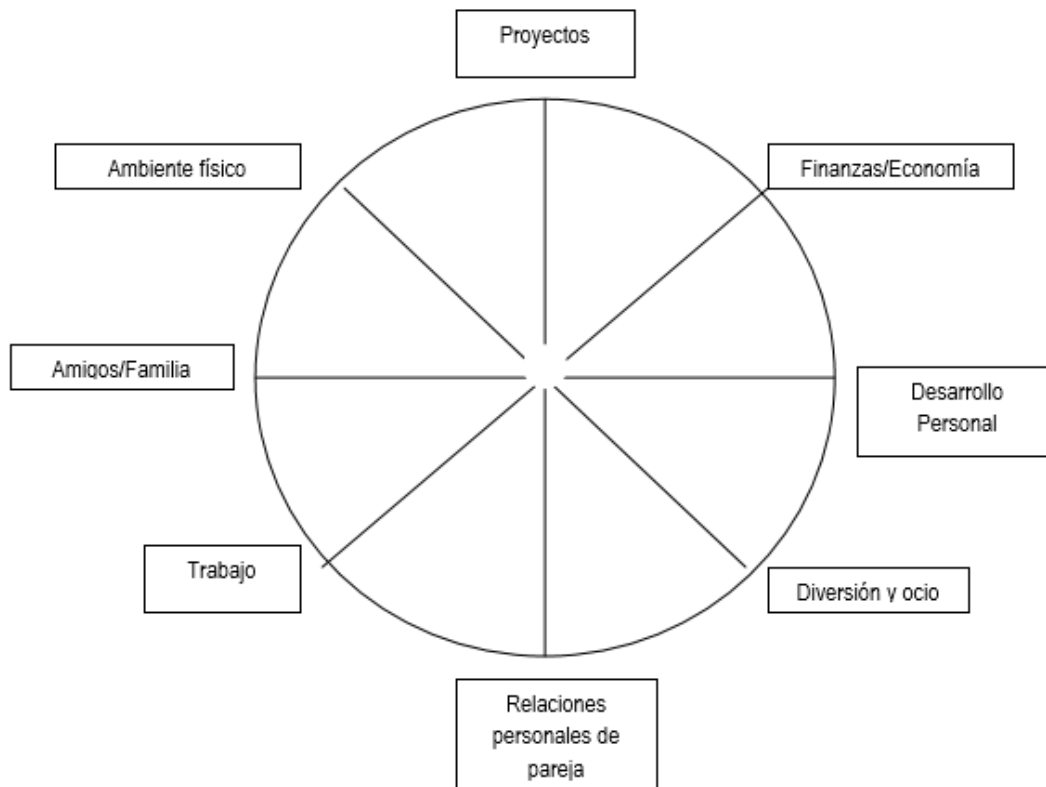 Proyectos
Ambiente físico
Finanzas/Economía
Amigos/Familia
Desarrollo
Personal
Trabajo
Diversión y ocio
Relaciones
personales de
pareja